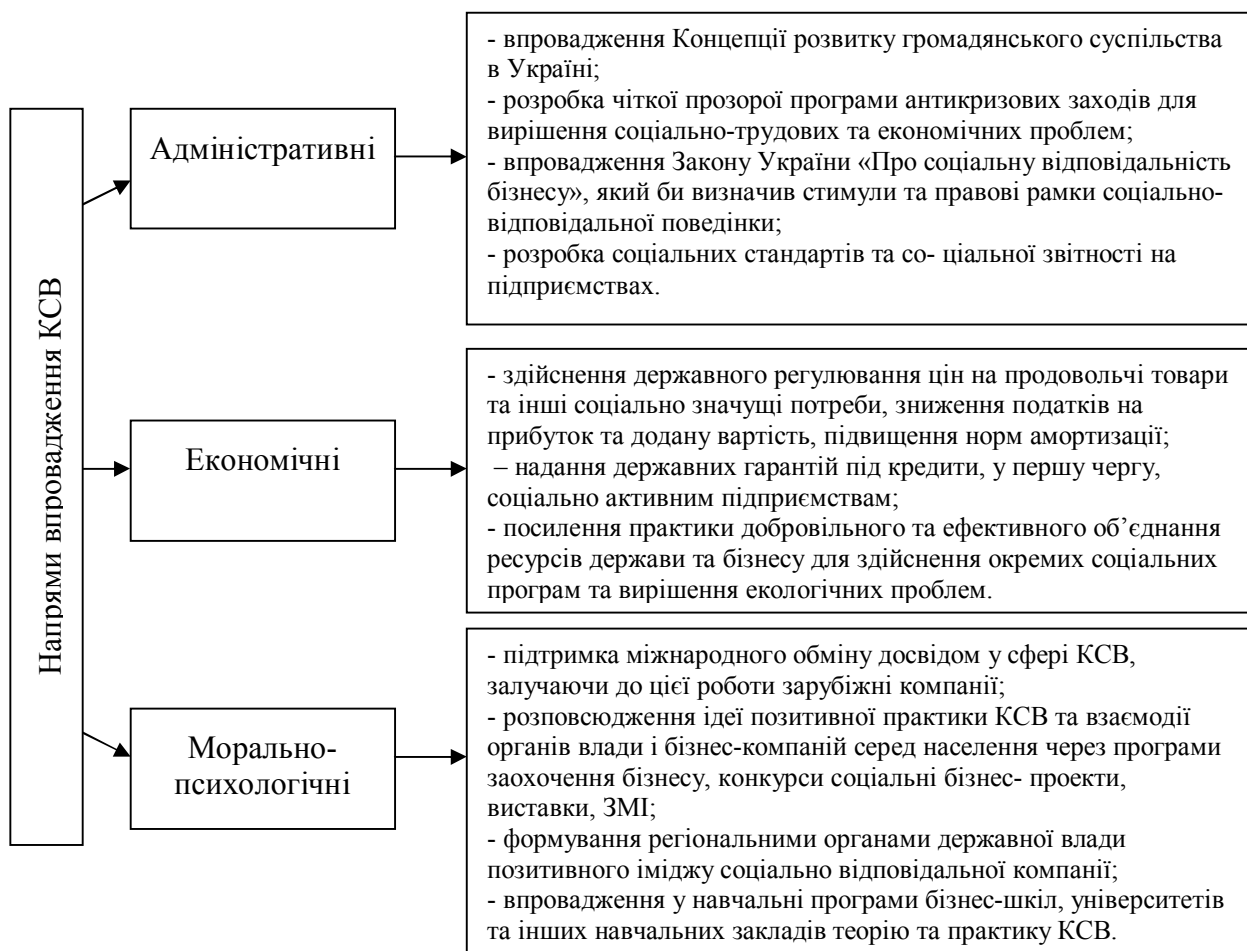 Напрями впровадження КСВ
Адміністративні
- впровадження Концепції розвитку громадянського суспільства
в Україні;
- розробка чіткої прозорої програми антикризових заходів для
вирішення соціально-трудових та економічних проблем;
- впровадження Закону України «Про соціальну відповідальність
бізнесу», який би визначив стимули та правові рамки соціально-
відповідальної поведінки;
- розробка соціальних стандартів та со- ціальної звітності на
підприємствах.
Економічні
- здійснення державного регулювання цін на продовольчі товари
та інші соціально значущі потреби, зниження податків на
прибуток та додану вартість, підвищення норм амортизації;
– надання державних гарантій під кредити, у першу чергу,
соціально активним підприємствам;
- посилення практики добровільного та ефективного об’єднання
ресурсів держави та бізнесу для здійснення окремих соціальних
програм та вирішення екологічних проблем.
Морально-
психологічні
- підтримка міжнародного обміну досвідом у сфері КСВ,
залучаючи до цієї роботи зарубіжні компанії;
- розповсюдження ідеї позитивної практики КСВ та взаємодії
органів влади і бізнес-компаній серед населення через програми
заохочення бізнесу, конкурси соціальні бізнес- проекти,
виставки, ЗМІ;
- формування регіональними органами державної влади
позитивного іміджу соціально відповідальної компанії;
- впровадження у навчальні програми бізнес-шкіл, університетів
та інших навчальних закладів теорію та практику КСВ.